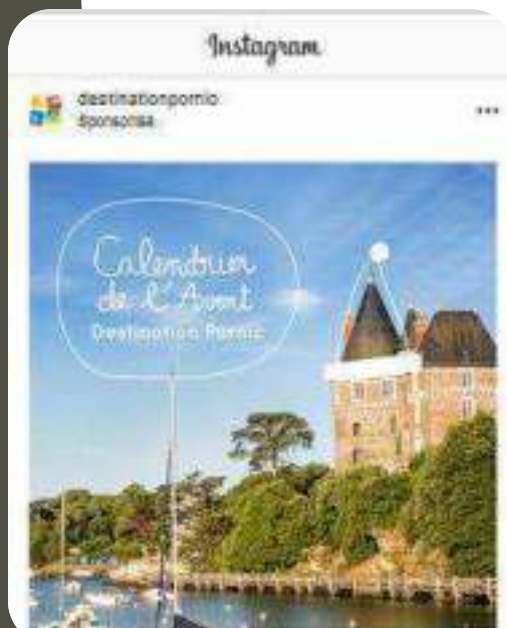 Instagram
destinationpornic
Sponsorisé
Calendrier
de l'Avent
Destination Pornic